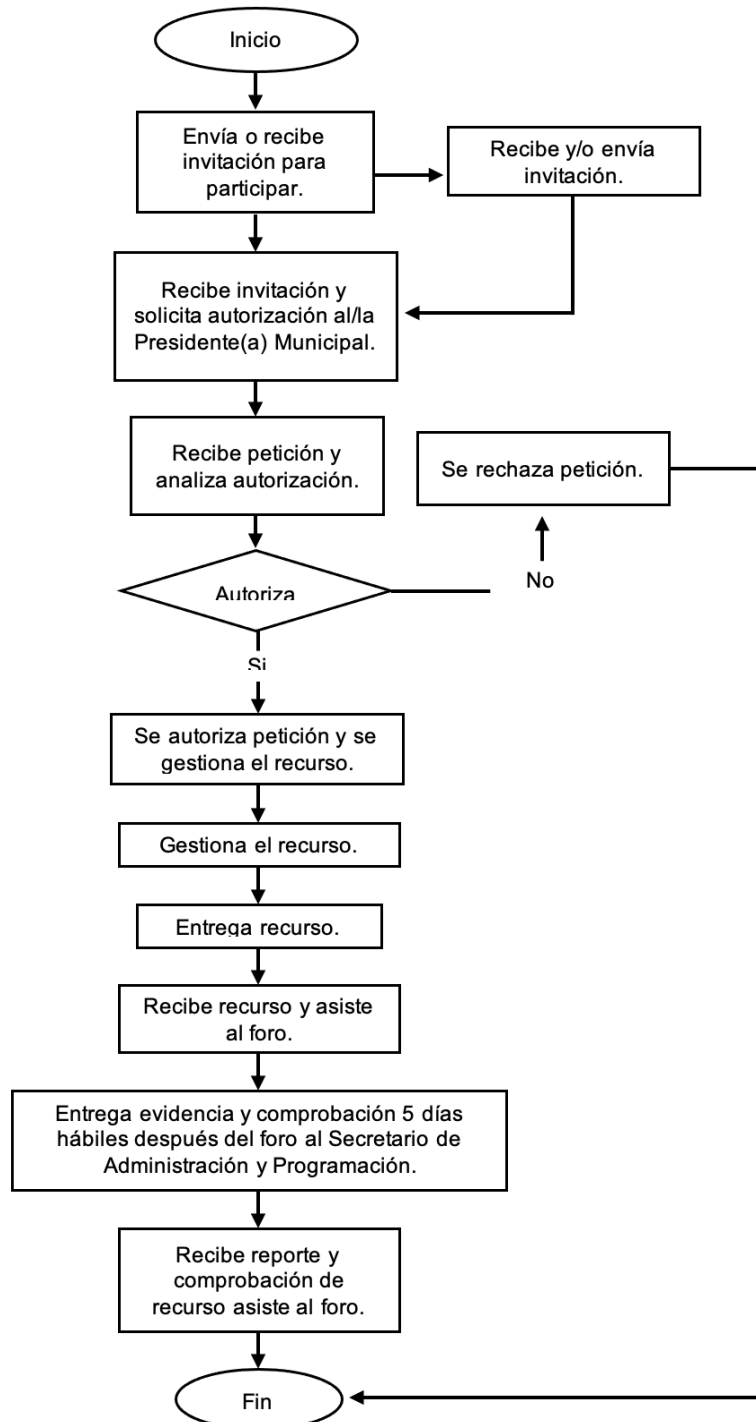 Inicio
Envía o recibe
invitación para
participar.
Recibe y/o envía
invitación.
Recibe invitación y
solicita autorización al/la
Presidente(a) Municipal.
Recibe petición y
analiza autorización.
Se rechaza petición.
Autoriza
No
Si
Se autoriza petición y se
gestiona el recurso.
Gestiona el recurso.
Entrega recurso.
Recibe recurso y asiste
al foro.
Entrega evidencia y comprobación 5 días
hábiles después del foro al Secretario de
Administración y Programación.
Recibe reporte y
comprobación de
recurso asiste al foro.
Fin